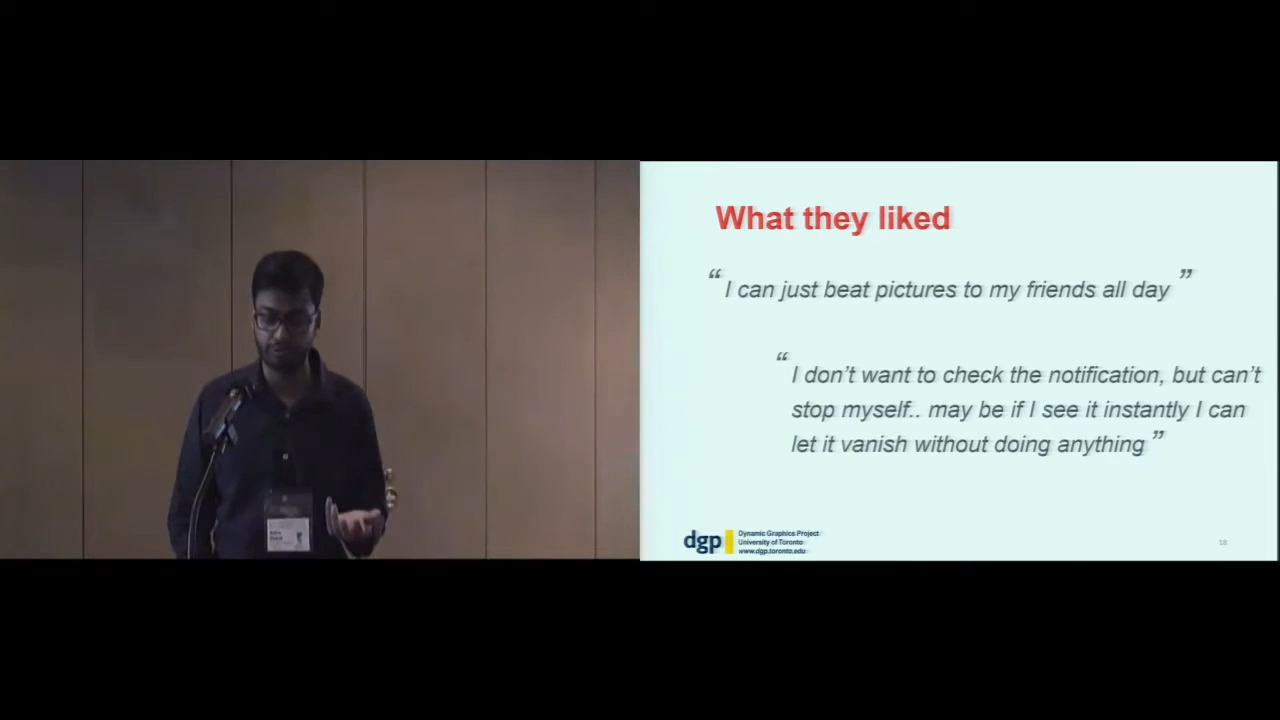 What they liked
“ I can just beat pictures to my friends all day ”
“ I don’t want to check the notification, but can’t
stop myself.. may be if I see it instantly I can
let it vanish without doing anything ”
dgp
Dynamic Graphics Project
University of Toronto
www.dgp.toronto.edu
18